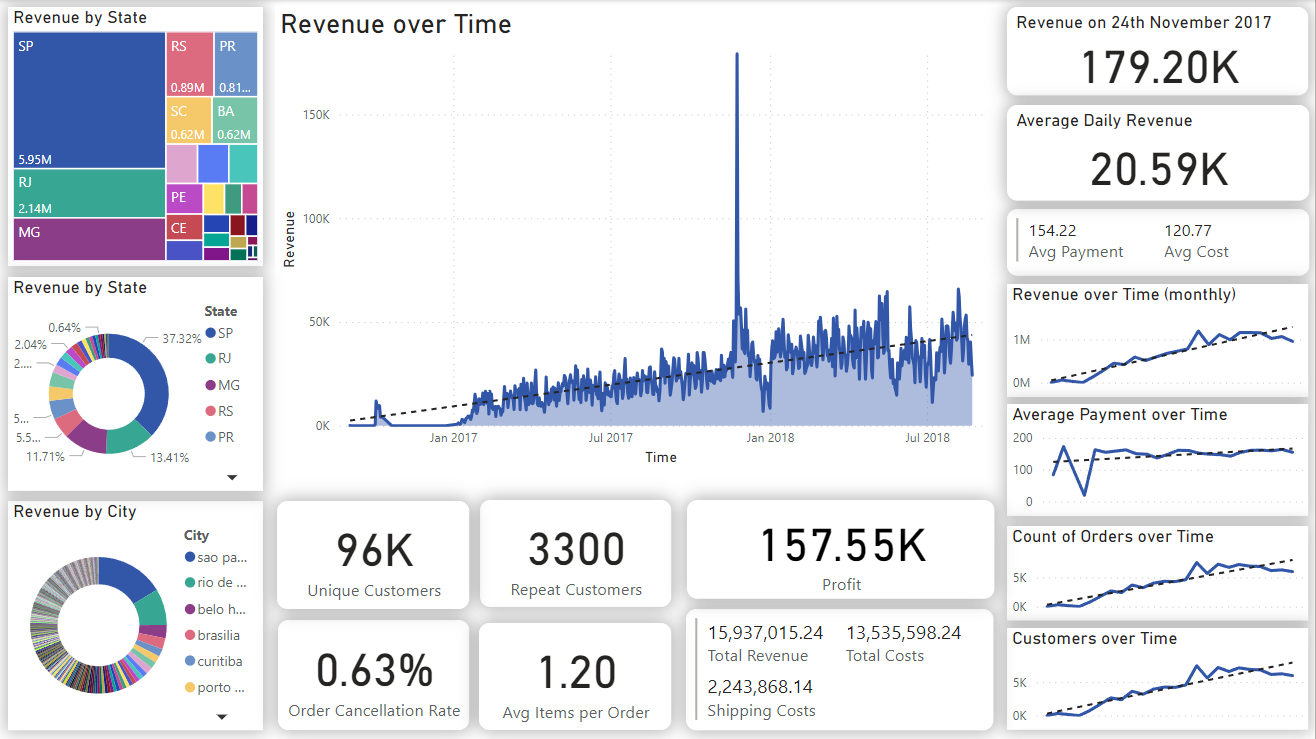 Revenue by State
SP
5.95M
RJ
2.14M
MG
RS
0.89M
PR
0.81...
SC
0.62M
BA
0.62M
PE
CE
Revenue by State
0.64%
2.04%
2....
5...
5.5...
11.71%
37.32%
13.41%
State
SP
RJ
MG
RS
PR
Revenue by City
City
sao pa...
rio de ...
belo h...
brasilia
curitiba
porto ...
Revenue over Time
Revenue
150K
100K
50K
0K
Jan 2017
Jul 2017
Jan 2018
Jul 2018
Time
96K
Unique Customers
3300
Repeat Customers
157.55K
Profit
0.63%
Order Cancellation Rate
1.20
Avg Items per Order
15,937,015.24
Total Revenue
13,535,598.24
Total Costs
2,243,868.14
Shipping Costs
Revenue on 24th November 2017
179.20K
Average Daily Revenue
20.59K
154.22
Avg Payment
120.77
Avg Cost
Revenue over Time (monthly)
1M
0M
Average Payment over Time
200
100
0
Count of Orders over Time
5K
0K
Customers over Time
5K
0K